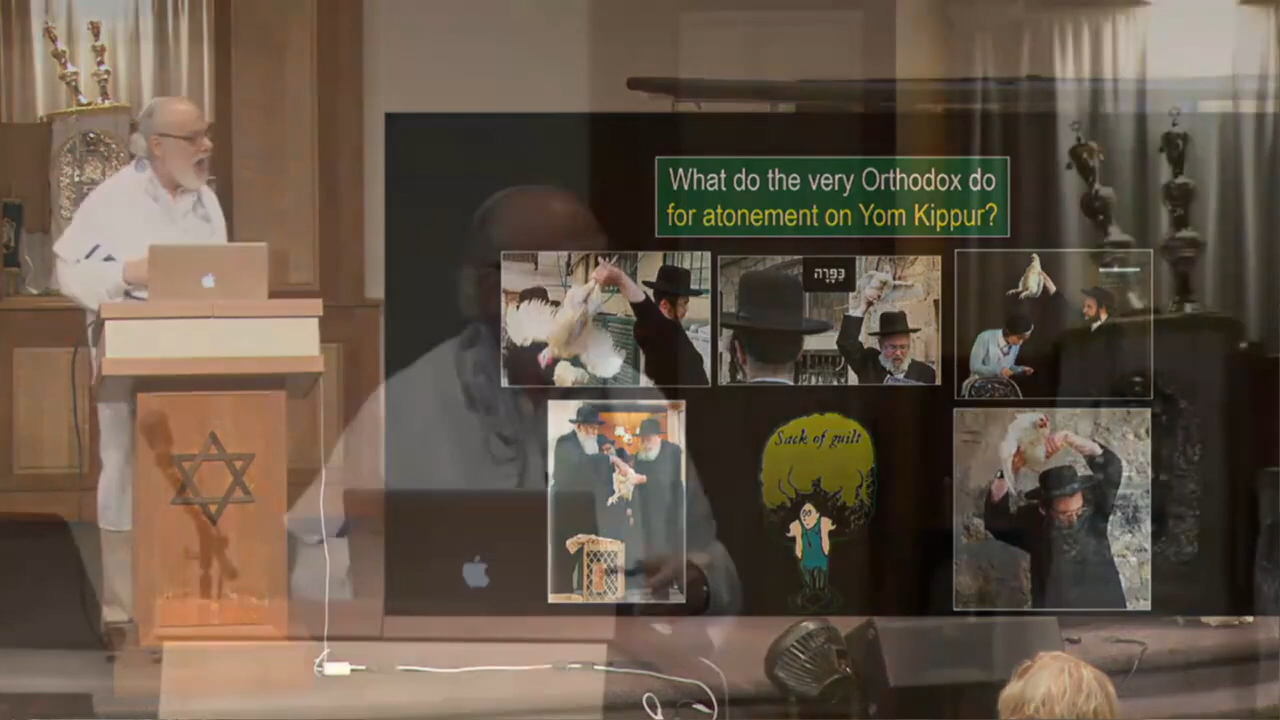 What do the very Orthodox do
for atonement on Yom Kippur?
כַּפָּרָה
Sack of guilt